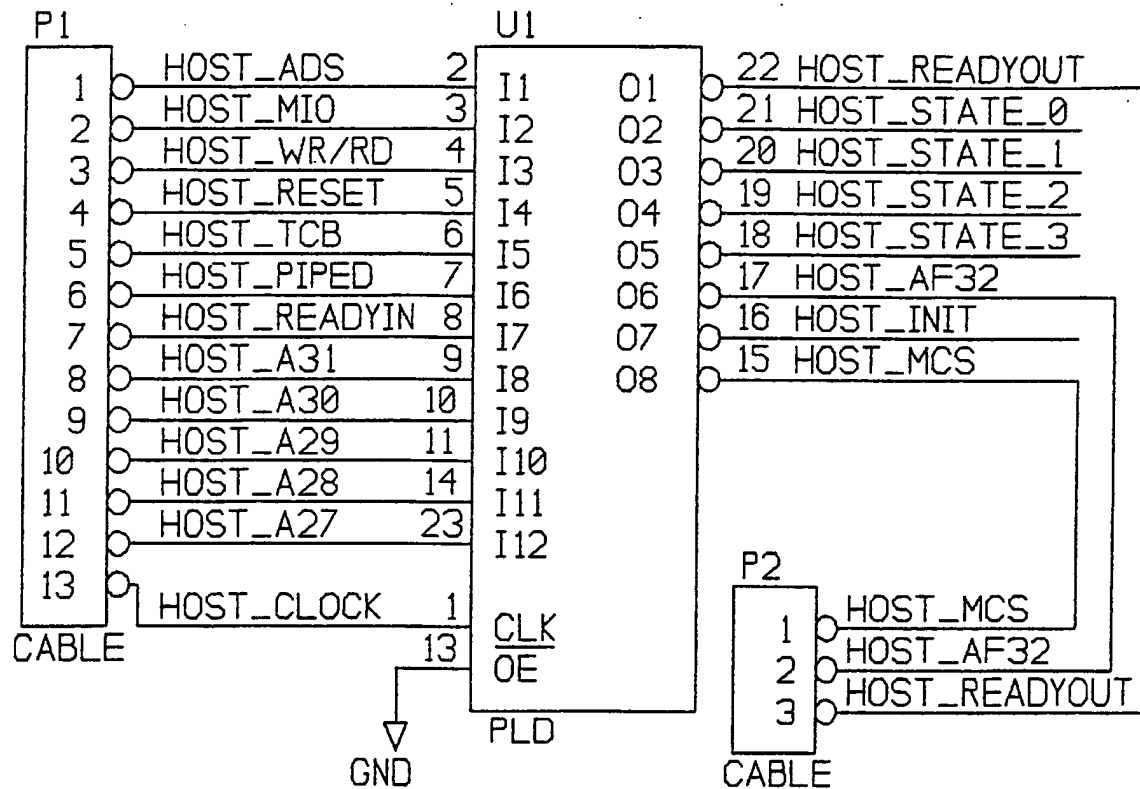 P1 U1
1 HOST_ADS 2 I1 O1 22 HOST_READYOUT
2 HOST_MIO 3 I2 O2 21 HOST_STATE_0
3 HOST_WR/RD 4 I3 O3 20 HOST_STATE_1
4 HOST_RESET 5 I4 O4 19 HOST_STATE_2
5 HOST_TCB 6 I5 O5 18 HOST_STATE_3
6 HOST_PIPED 7 I6 O6 17 HOST_AF32
7 HOST_READYIN 8 I7 O7 16 HOST_INIT
8 HOST_A31 9 I8 O8 15 HOST_MCS
9 HOST_A30 10 I9
10 HOST_A29 11 I10
11 HOST_A28 14 I11
12 HOST_A27 23 I12
13 HOST_CLOCK 1 CLK
13 OE
CABLE
GND
PLD
P2
1 HOST_MCS
2 HOST_AF32
3 HOST_READYOUT
CABLE